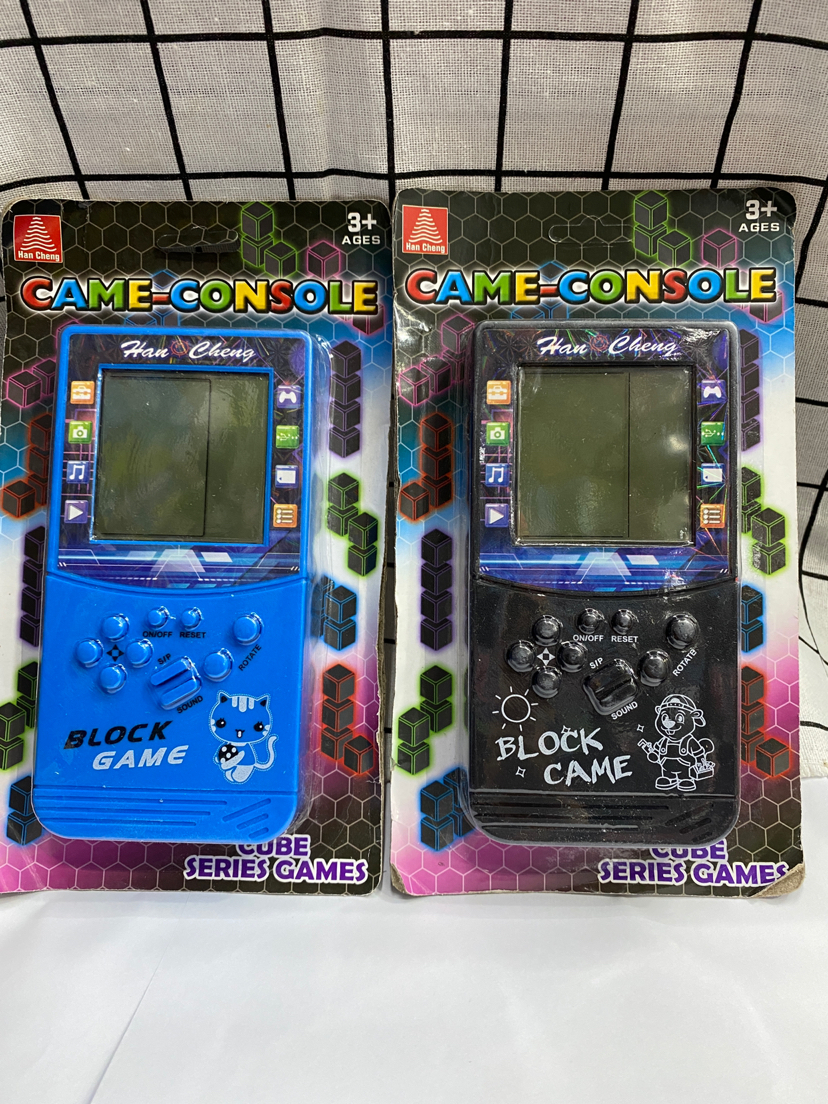 Han Cheng
3+
AGES
CAME-CONSOLE
Han Cheng
ON/OFF RESET
S/P
ROTATE
SOUND
BLOCK
GAME
CUBE
SERIES GAMES
Han Cheng
3+
AGES
CAME-CONSOLE
Han Cheng
ON/OFF RESET
S/P
ROTATE
SOUND
BLOCK
CAME
CUBE
SERIES GAMES